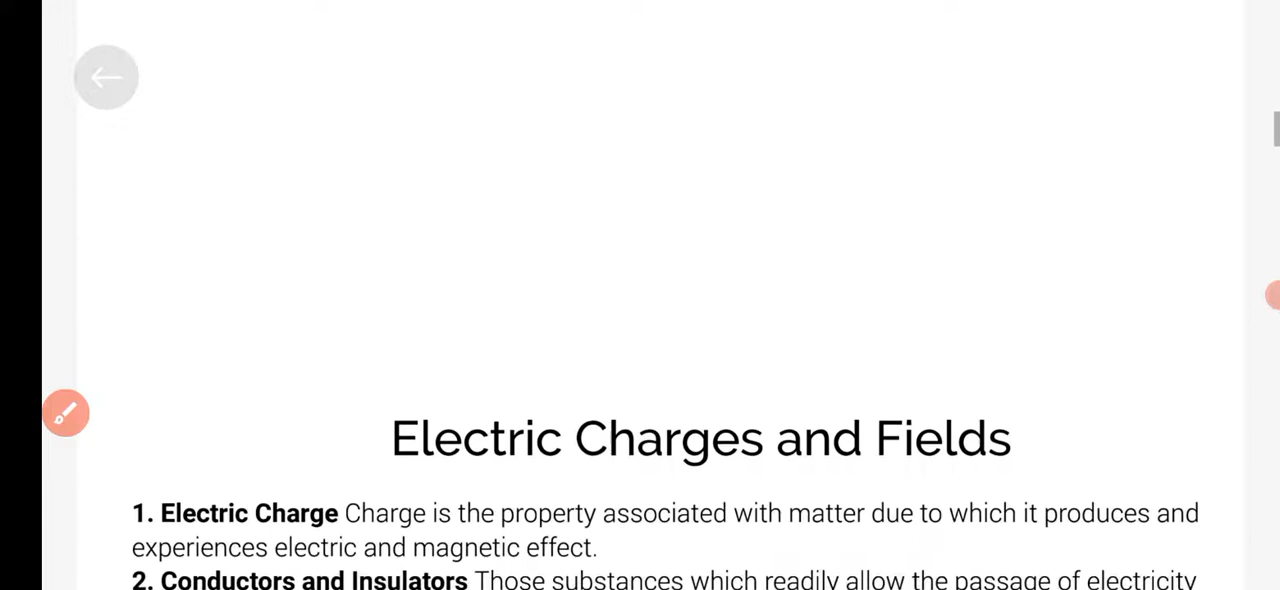 Electric Charges and Fields
1. Electric Charge Charge is the property associated with matter due to which it produces and
experiences electric and magnetic effect.
2. Conductors and Insulators Those substances which readily allow the passage of electricity